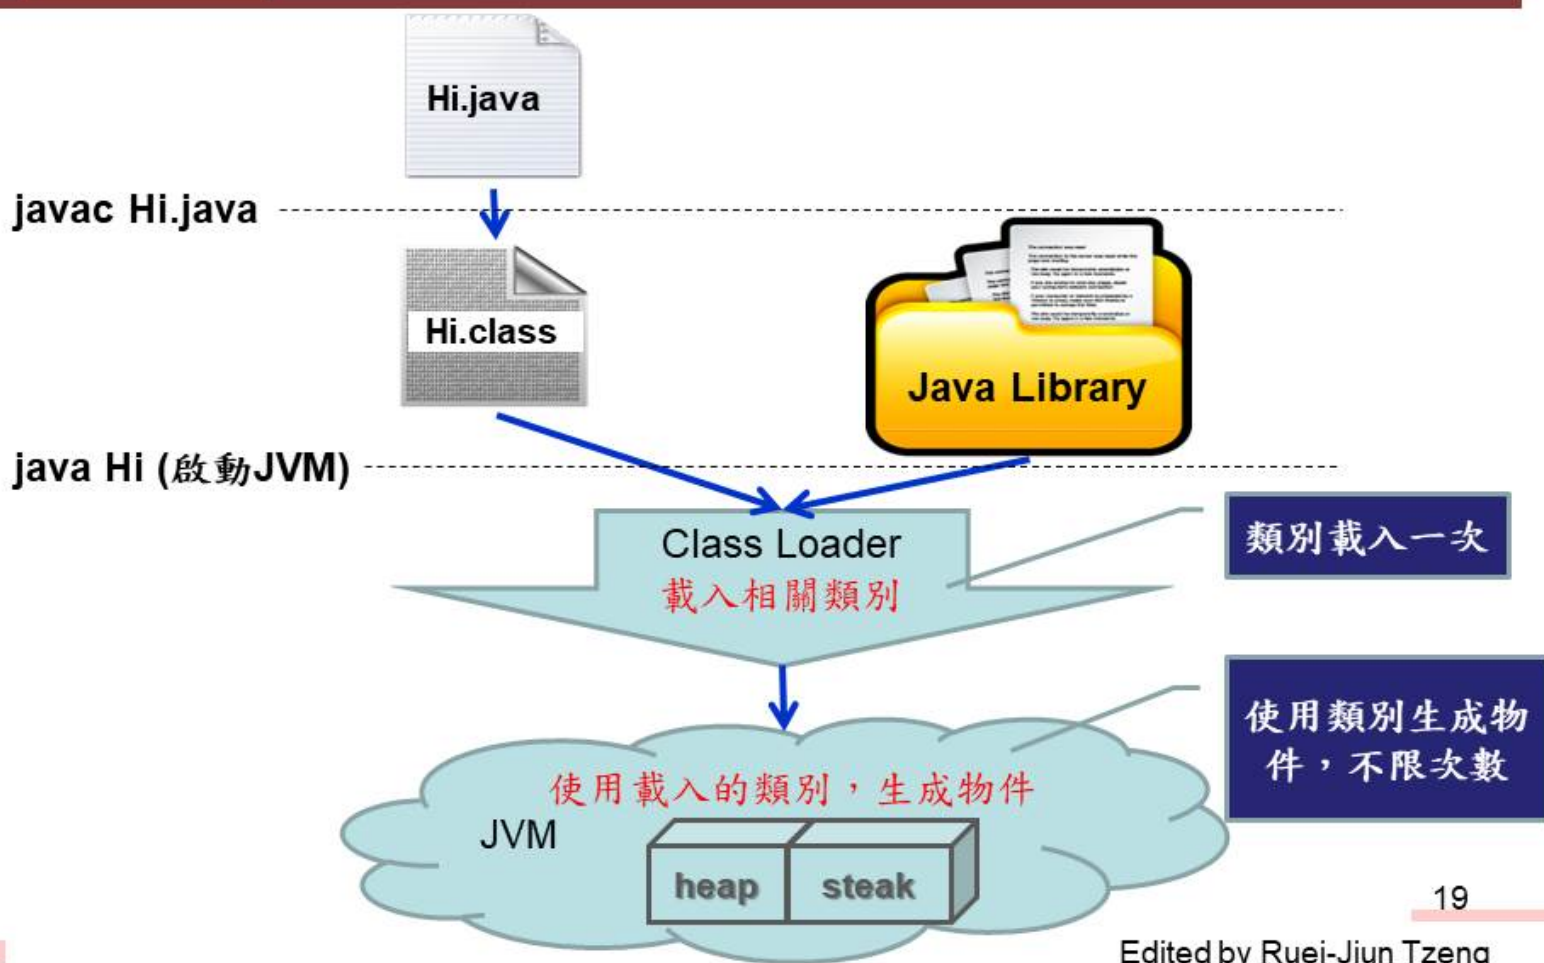 Hi.java
javac Hi.java
Hi.class
Java Library
java Hi (啟動JVM)
Class Loader
載入相關類別
類別載入一次
使用類別生成物
件，不限次數
使用載入的類別，生成物件
JVM
heap
steak
19
Edited by Ruei-Jiun Tzeng